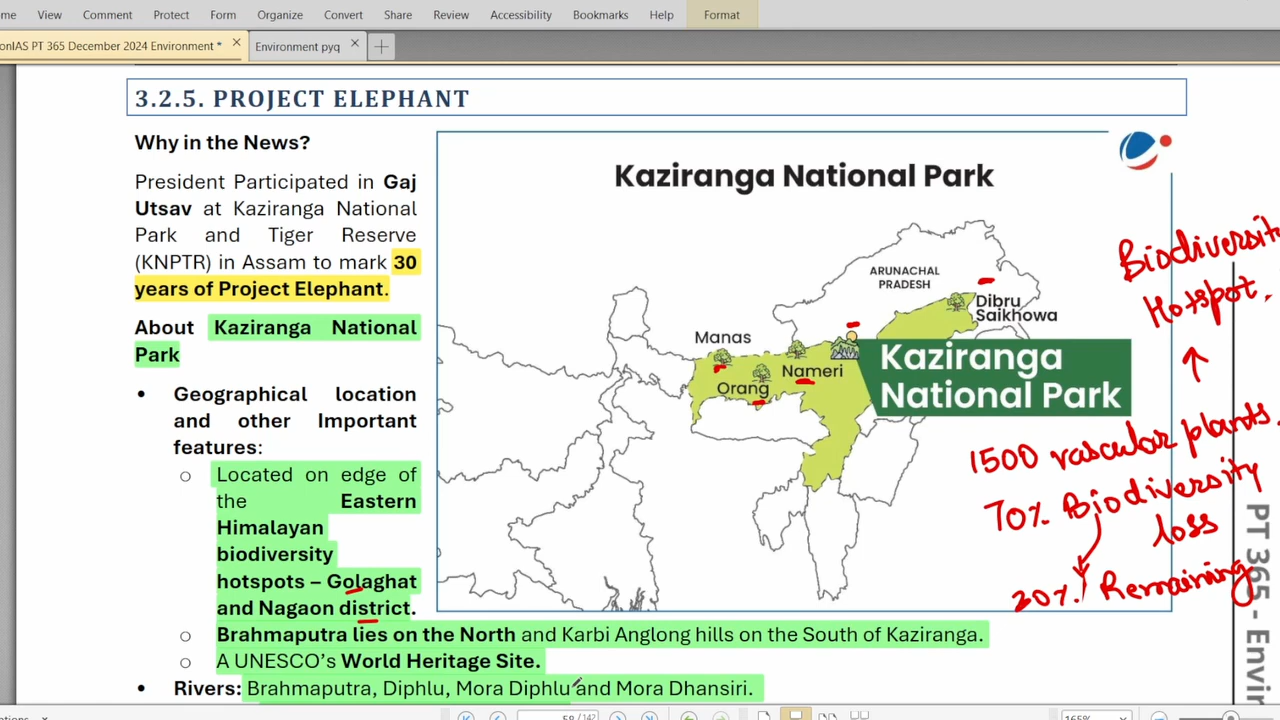 View Comment Protect Form Organize Convert Share Review Accessibility Bookmarks Help Format
onIAS PT 365 December 2024 Environment * Environment pyq
3.2.5. PROJECT ELEPHANT
Why in the News?
President Participated in Gaj
Utsav at Kaziranga National
Park and Tiger Reserve
(KNPTR) in Assam to mark 30
years of Project Elephant.
About Kaziranga National
Park
• Geographical location
and other Important
features:
○ Located on edge of
the Eastern
Himalayan
biodiversity
hotspots – Golaghat
and Nagaon district.
○ Brahmaputra lies on the North and Karbi Anglong hills on the South of Kaziranga.
○ A UNESCO's World Heritage Site.
• Rivers: Brahmaputra, Diphlu, Mora Diphlu and Mora Dhansiri.
Kaziranga National Park
ARUNACHAL
PRADESH
Dibru
Saikhowa
Manas
Nameri
Orang
Kaziranga
National Park
Biodiversity
Hotspot.
1500 vascular plants.
70% Biodiversity
loss
30% Remaining
PT 365 - Envir
58 / 142
165%